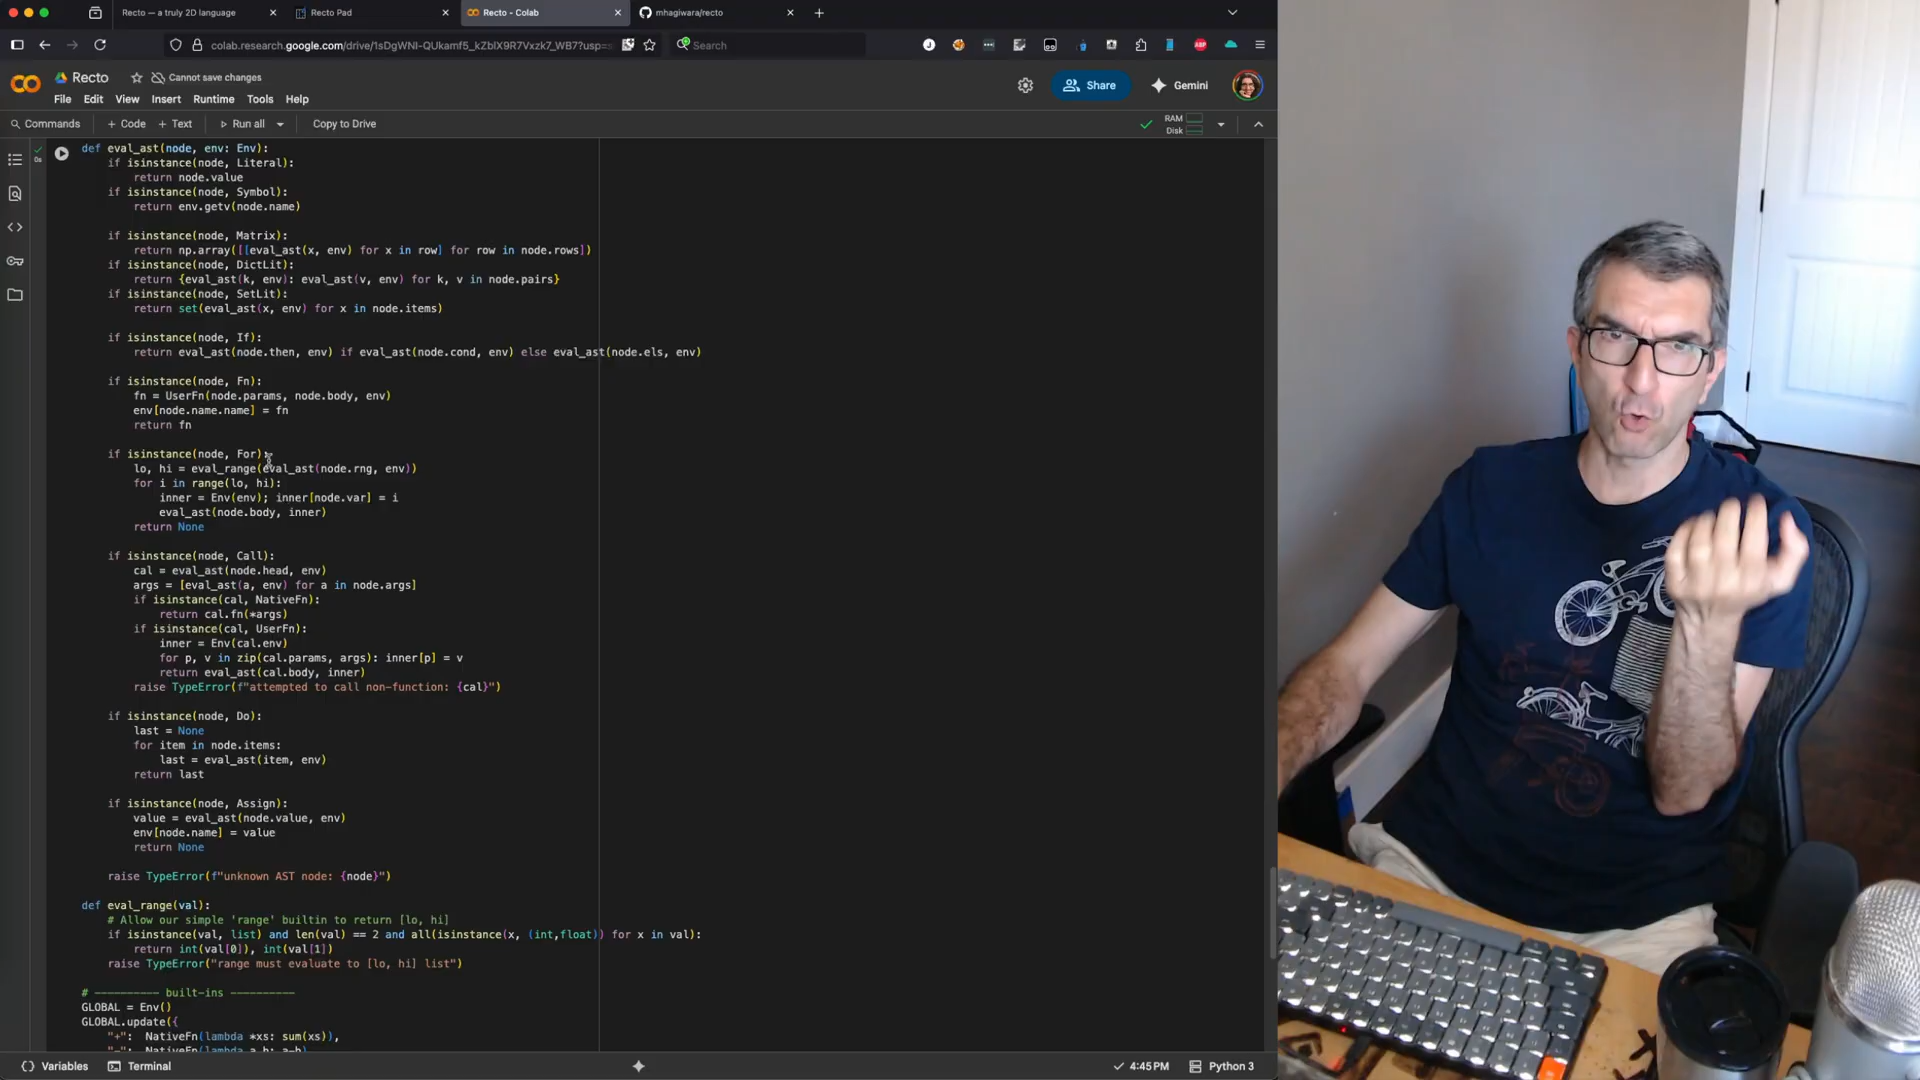 Recto — a truly 2D language
Recto Pad
Recto - Colab
mhagiwara/recto
Search
Recto
Cannot save changes
File Edit View Insert Runtime Tools Help
Share
Gemini
Commands + Code + Text Run all Copy to Drive
RAM
Disk
def eval_ast(node, env: Env):
    if isinstance(node, Literal):
        return node.value
    if isinstance(node, Symbol):
        return env.getv(node.name)
    if isinstance(node, Matrix):
        return np.array([[eval_ast(x, env) for x in row] for row in node.rows])
    if isinstance(node, DictLit):
        return {eval_ast(k, env): eval_ast(v, env) for k, v in node.pairs}
    if isinstance(node, SetLit):
        return set(eval_ast(x, env) for x in node.items)
    if isinstance(node, If):
        return eval_ast(node.then, env) if eval_ast(node.cond, env) else eval_ast(node.els, env)
    if isinstance(node, Fn):
        fn = UserFn(node.params, node.body, env)
        env[node.name.name] = fn
        return fn
    if isinstance(node, For):
        lo, hi = eval_range(eval_ast(node.rng, env))
        for i in range(lo, hi):
            inner = Env(env); inner[node.var] = i
            eval_ast(node.body, inner)
        return None
    if isinstance(node, Call):
        cal = eval_ast(node.head, env)
        args = [eval_ast(a, env) for a in node.args]
        if isinstance(cal, NativeFn):
            return cal.fn(*args)
        if isinstance(cal, UserFn):
            inner = Env(cal.env)
            for p, v in zip(cal.params, args): inner[p] = v
            return eval_ast(cal.body, inner)
        raise TypeError(f"attempted to call non-function: {cal}")
    if isinstance(node, Do):
        last = None
        for item in node.items:
            last = eval_ast(item, env)
        return last
    if isinstance(node, Assign):
        value = eval_ast(node.value, env)
        env[node.name] = value
        return None
    raise TypeError(f"unknown AST node: {node}")
def eval_range(val):
    # Allow our simple 'range' builtin to return [lo, hi]
    if isinstance(val, list) and len(val) == 2 and all(isinstance(x, (int,float)) for x in val):
        return int(val[0]), int(val[1])
    raise TypeError("range must evaluate to [lo, hi] list")
# ---------- built-ins ----------
GLOBAL = Env()
GLOBAL.update({
    "+": NativeFn(lambda *xs: sum(xs)),
    "-": NativeFn(lambda a,b: a-b),
Variables Terminal
4:45PM Python 3